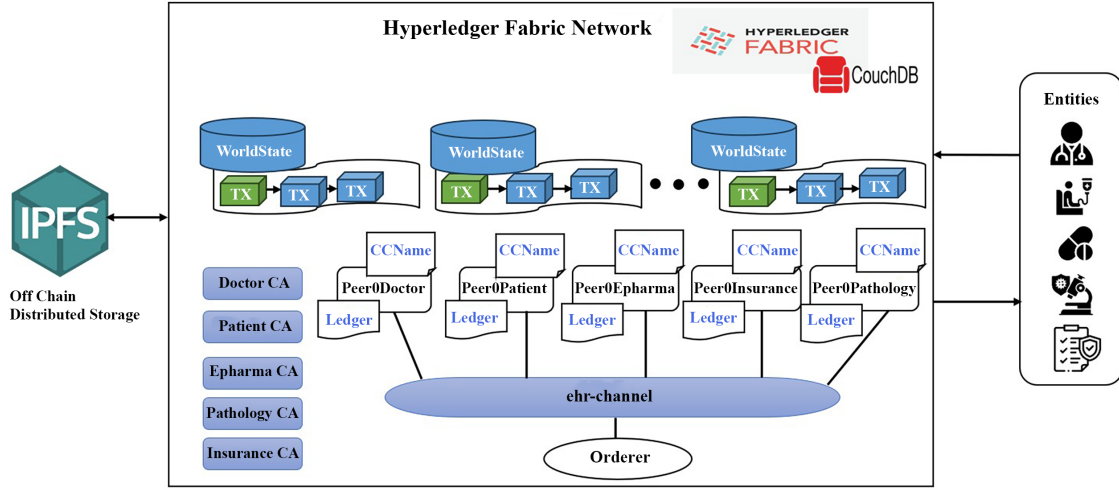 Hyperledger Fabric Network
HYPERLEDGER
FABRIC
CouchDB
Entities
WorldState
WorldState
WorldState
TX
TX
TX
TX
TX
TX
TX
TX
TX
IPFS
Off Chain
Distributed Storage
CCName
CCName
CCName
CCName
CCName
Doctor CA
Peer0Doctor
Peer0Patient
Peer0Epharma
Peer0Insurance
Peer0Pathology
Patient CA
Ledger
Ledger
Ledger
Ledger
Ledger
Epharma CA
ehr-channel
Pathology CA
Insurance CA
Orderer